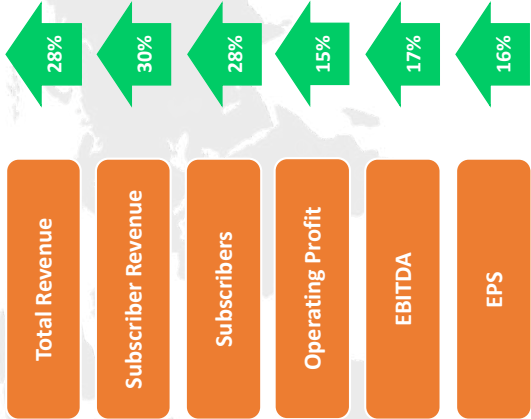 Total Revenue 28%
Subscriber Revenue 30%
Subscribers 28%
Operating Profit 15%
EBITDA 17%
EPS 16%